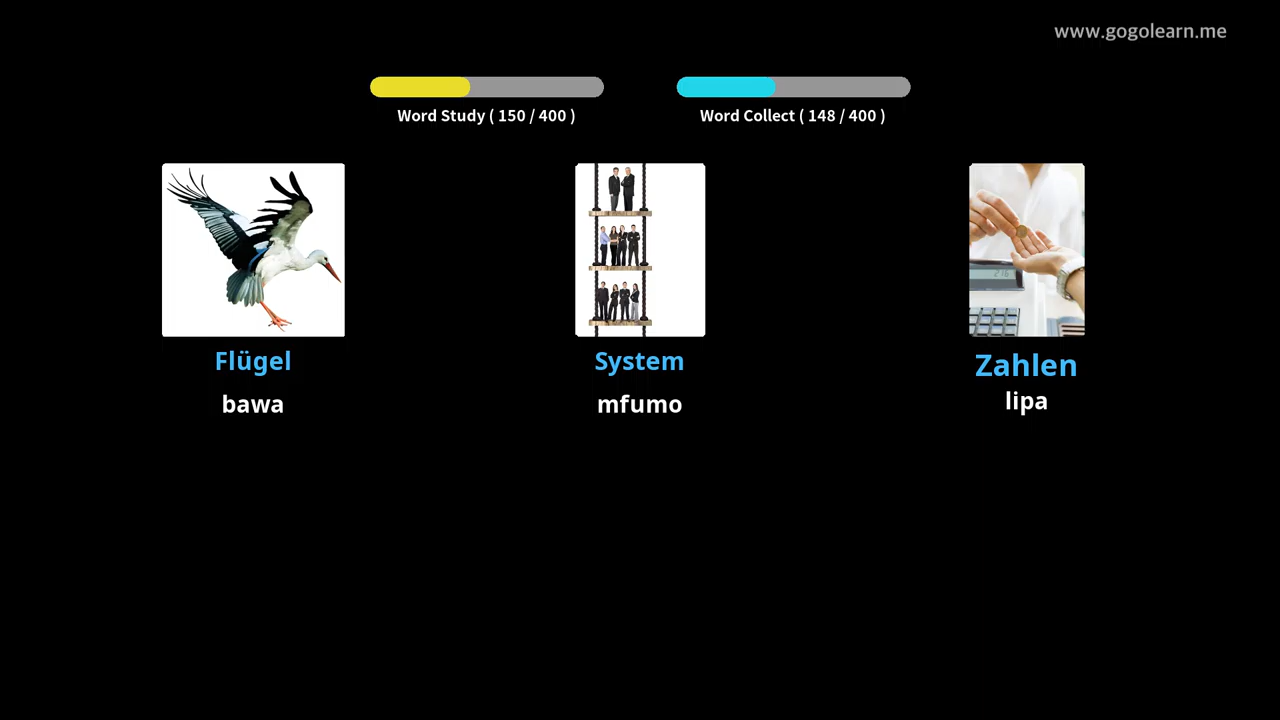 www.gogolearn.me
Word Study ( 150 / 400 )
Word Collect ( 148 / 400 )
Flügel
System
Zahlen
bawa
mfumo
lipa